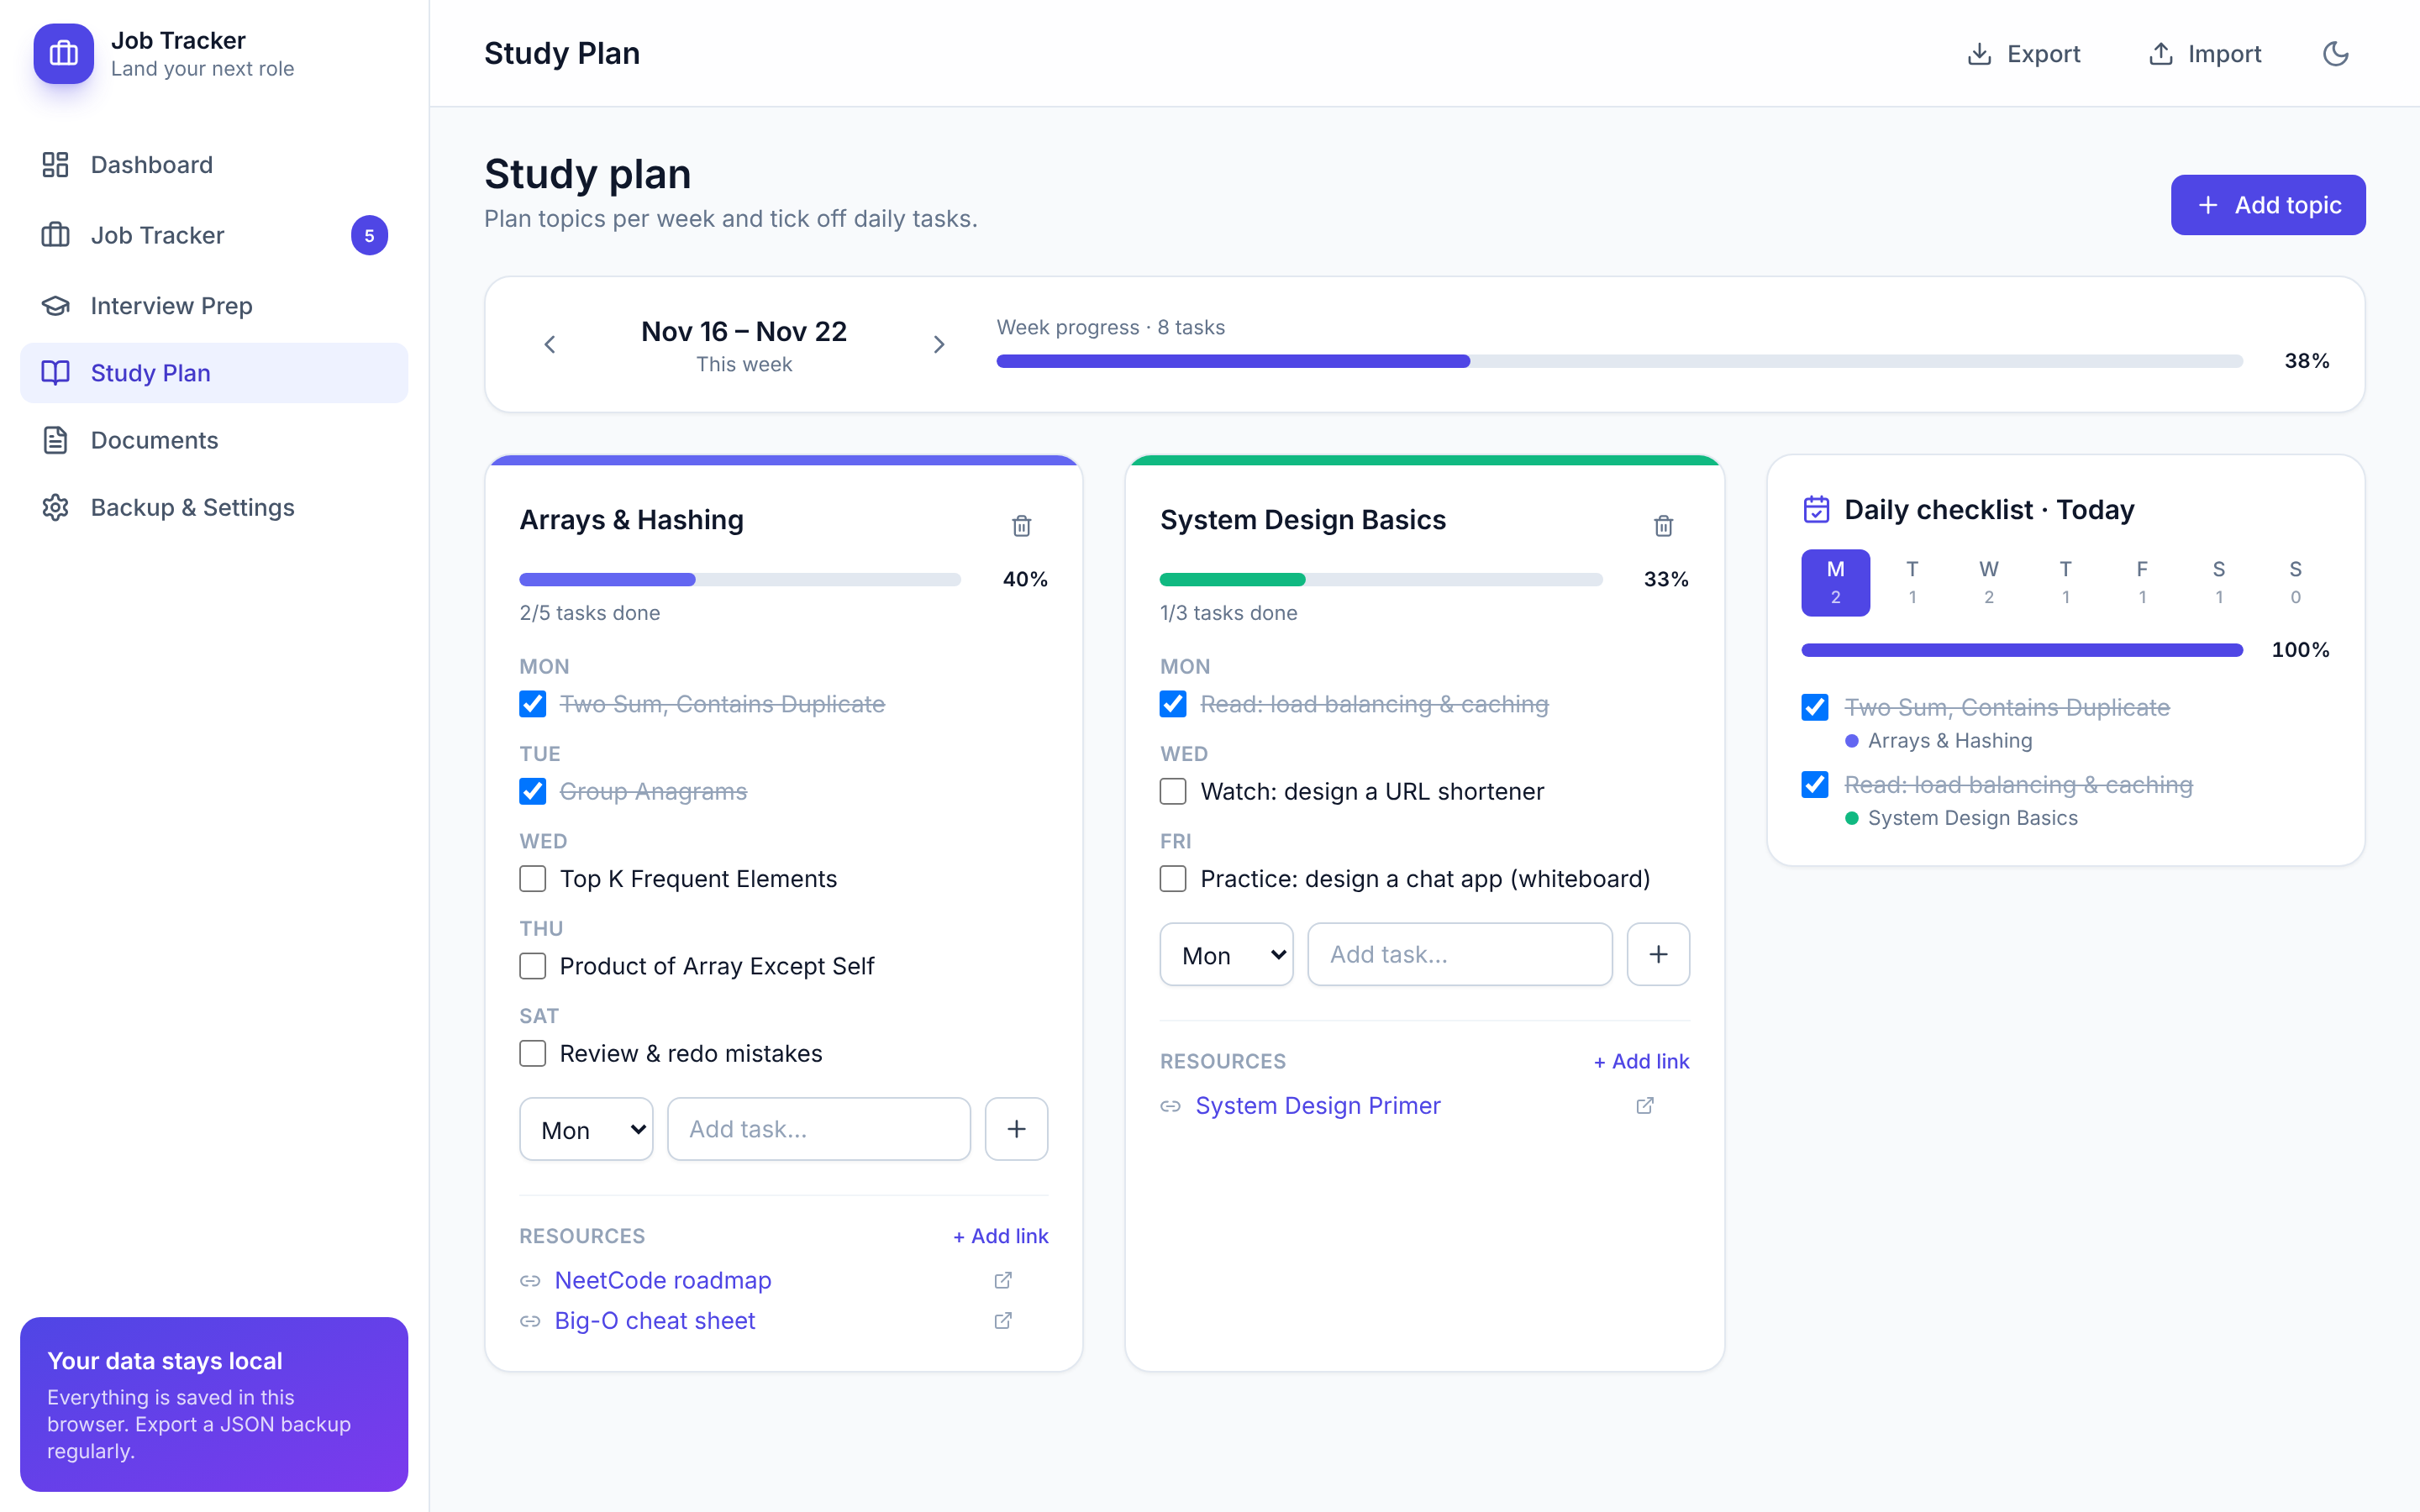 Job Tracker
Land your next role
Dashboard
Job Tracker
5
Interview Prep
Study Plan
Documents
Backup & Settings
Your data stays local
Everything is saved in this
browser. Export a JSON backup
regularly.
Study Plan
Export
Import
Study plan
Plan topics per week and tick off daily tasks.
+ Add topic
Nov 16 – Nov 22
This week
Week progress · 8 tasks
38%
Arrays & Hashing
40%
2/5 tasks done
MON
Two Sum, Contains Duplicate
TUE
Group Anagrams
WED
Top K Frequent Elements
THU
Product of Array Except Self
SAT
Review & redo mistakes
Mon
Add task...
+
RESOURCES
+ Add link
NeetCode roadmap
Big-O cheat sheet
System Design Basics
33%
1/3 tasks done
MON
Read: load balancing & caching
WED
Watch: design a URL shortener
FRI
Practice: design a chat app (whiteboard)
Mon
Add task...
+
RESOURCES
+ Add link
System Design Primer
Daily checklist · Today
M T W T F S S
2 1 2 1 1 1 0
100%
Two Sum, Contains Duplicate
Arrays & Hashing
Read: load balancing & caching
System Design Basics